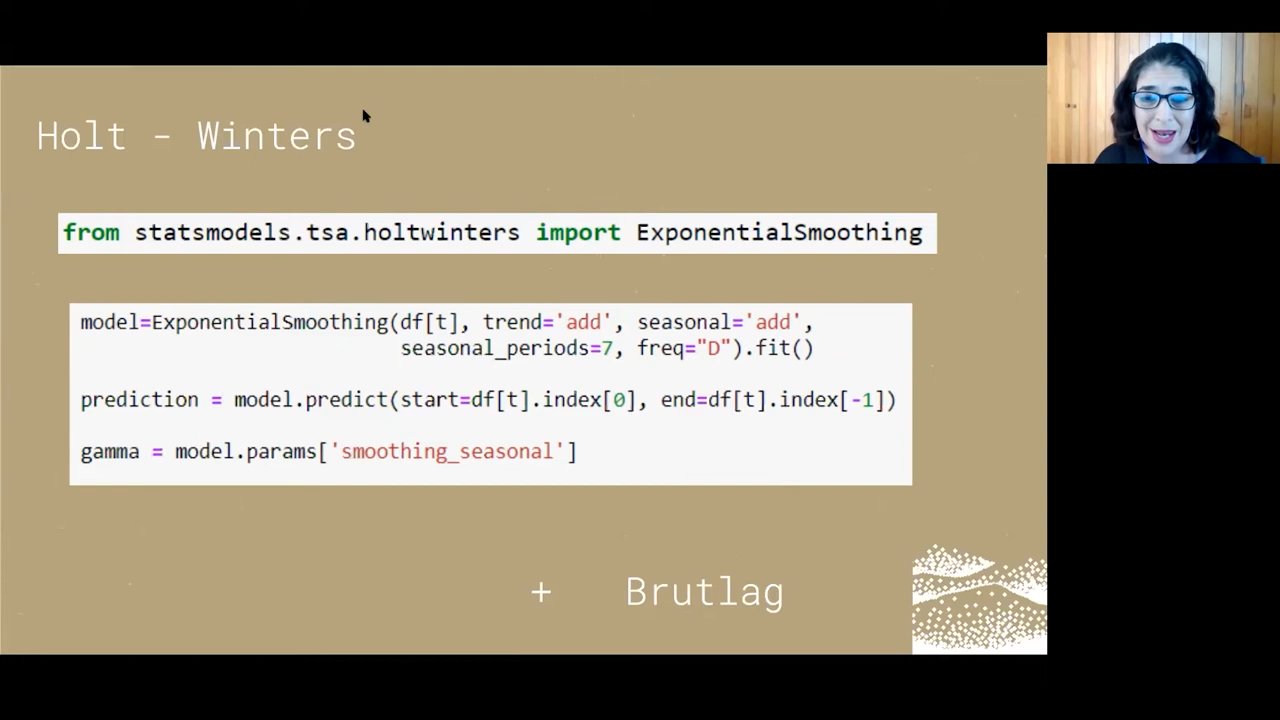 Holt - Winters
from statsmodels.tsa.holtwinters import ExponentialSmoothing
model=ExponentialSmoothing(df[t], trend='add', seasonal='add',
seasonal_periods=7, freq="D").fit()
prediction = model.predict(start=df[t].index[0], end=df[t].index[-1])
gamma = model.params['smoothing_seasonal']
+ Brutlag